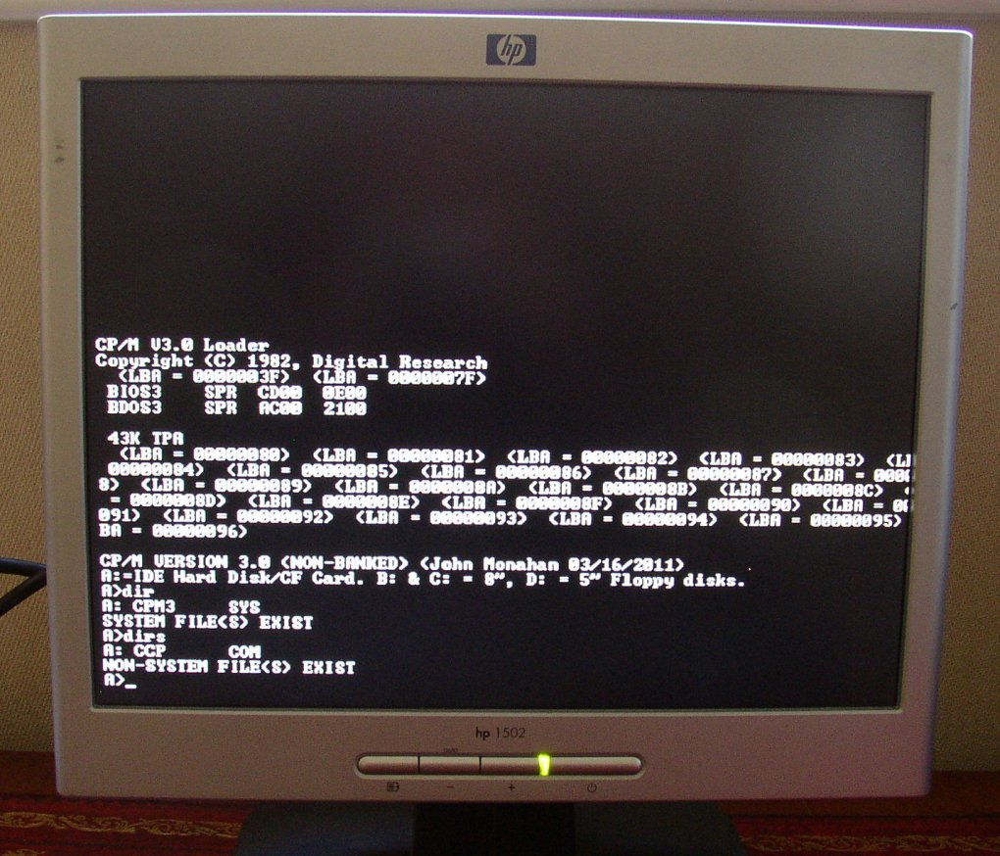 hp
CP/M V3.0 Loader
Copyright (C) 1982, Digital Research
(LBA = 0000003F) (LBA = 0000007F)
BIOS3 SPR CD00 0E00
BDOS3 SPR AC00 2100
43K TPA
(LBA = 00000080) (LBA = 00000081) (LBA = 00000082) (LBA = 00000083) (L
00000084) (LBA = 00000085) (LBA = 00000086) (LBA = 00000087) (LBA = 000
8) (LBA = 00000089) (LBA = 0000008A) (LBA = 0000008B) (LBA = 0000008C)
= 0000008D) (LBA = 0000008E) (LBA = 0000008F) (LBA = 00000090) (LBA = 0
091) (LBA = 00000092) (LBA = 00000093) (LBA = 00000094) (LBA = 00000095)
BA = 00000096)
CP/M VERSION 3.0 (NON-BANKED) (John Monahan 03/16/2011)
A:=IDE Hard Disk/CF Card. B: & C: = 8", D: = 5" Floppy disks.
A>dir
A: CPM3 SYS
SYSTEM FILE(S) EXIST
A>dirs
A: CCP COM
NON-SYSTEM FILE(S) EXIST
A>_
hp 1502
- +